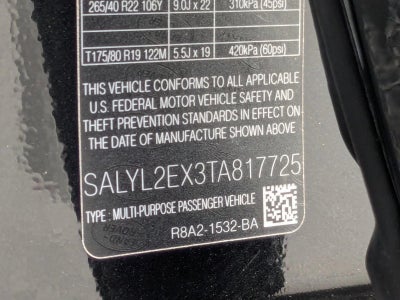 265/40 R22 106Y 9.0J x 22 310kPa (45psi)
T175/80 R19 122M 5.5J x 19 420kPa (60psi)
THIS VEHICLE CONFORMS TO ALL APPLICABLE
U.S. FEDERAL MOTOR VEHICLE SAFETY AND
THEFT PREVENTION STANDARDS IN EFFECT ON
THE DATE OF MANUFACTURE SHOWN ABOVE
SALYL2EX3TA817725
TYPE : MULTI-PURPOSE PASSENGER VEHICLE
R8A2-1532-BA
LAND
ROVER